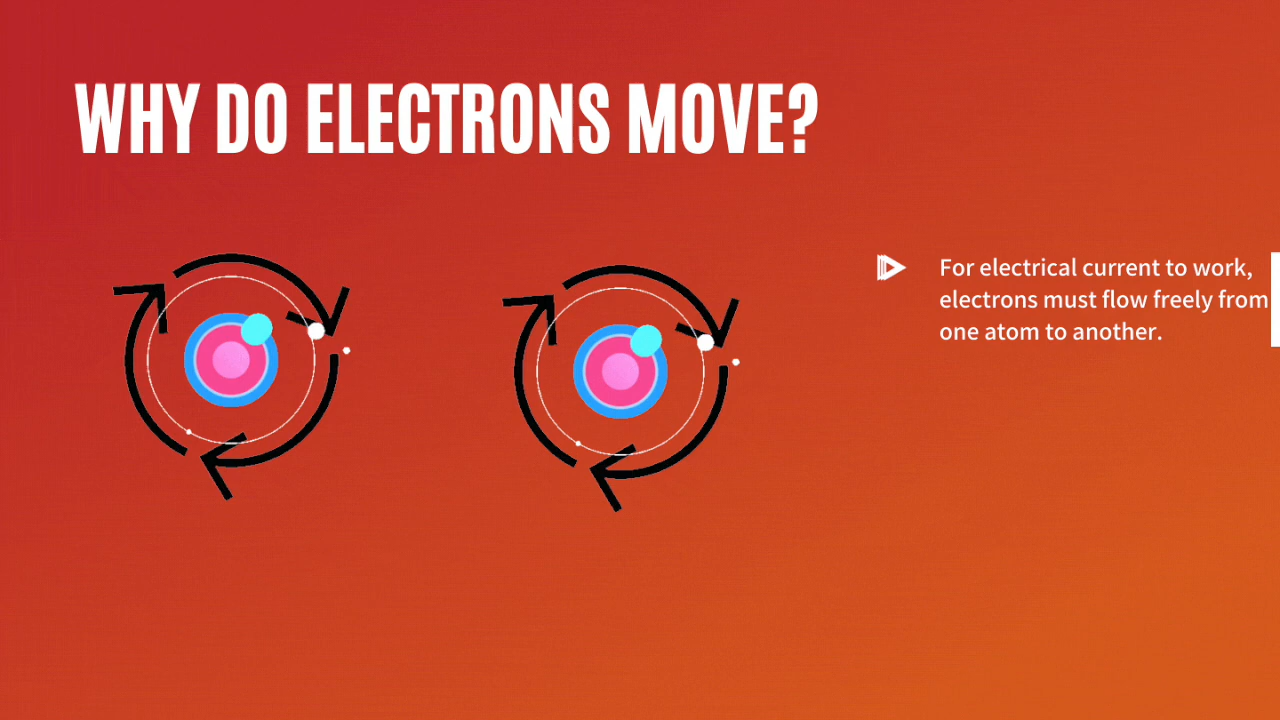 WHY DO ELECTRONS MOVE?
For electrical current to work,
electrons must flow freely from
one atom to another.